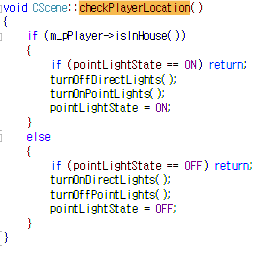 void CScene::checkPlayerLocation()
{
if (m_pPlayer->isInHouse())
{
if (pointLightState == ON) return;
turnOffDirectLights();
turnOnPointLights();
pointLightState = ON;
}
else
{
if (pointLightState == OFF) return;
turnOnDirectLights();
turnOffPointLights();
pointLightState = OFF;
}
}